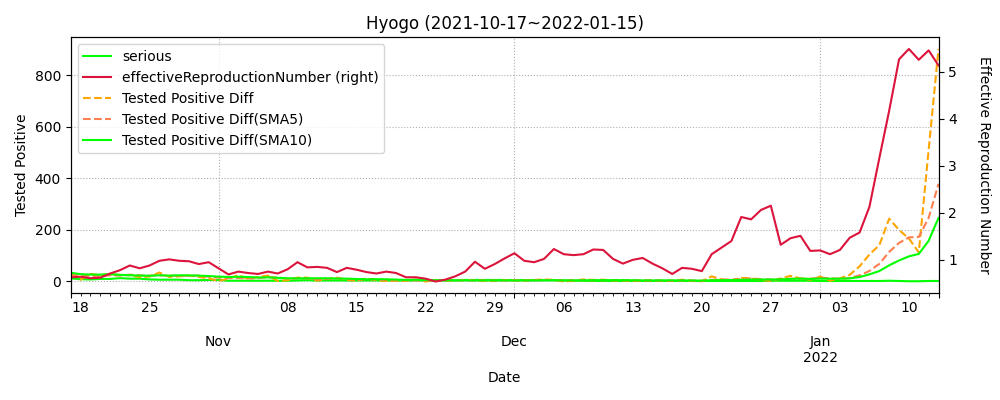 Hyogo (2021-10-17~2022-01-15)
serious
effectiveReproductionNumber (right)
Tested Positive Diff
Tested Positive Diff(SMA5)
Tested Positive Diff(SMA10)
Tested Positive
800
600
400
200
0
5
4
3
2
1
Effective Reproduction Number
18 25 08 15 22 29 06 13 20 27 03 10
Nov Dec Jan
2022
Date